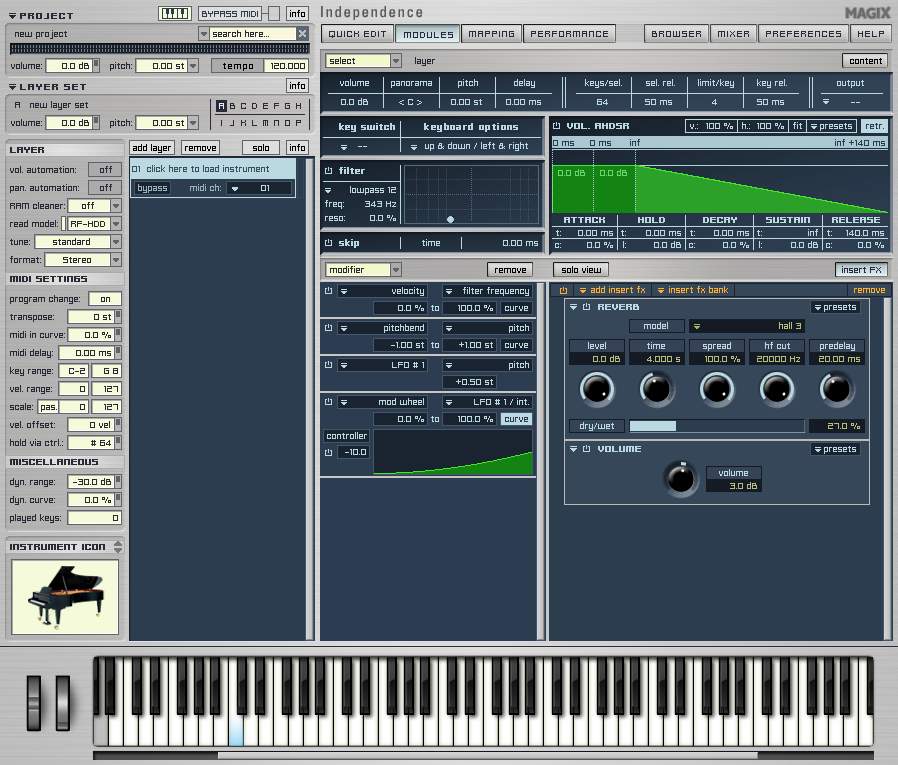 PROJECT
BYPASS MIDI
info
new project
search here...
volume: 0.0 dB pitch: 0.00 st tempo 120.000
LAYER SET
info
A new layer set
A B C D E F G H
I J K L M N O P
volume: 0.0 dB pitch: 0.00 st
LAYER
vol. automation: off
pan. automation: off
RAM cleaner: off
read model: RF-HDD
tune: standard
format: Stereo
MIDI SETTINGS
program change: on
transpose: 0 st
midi in curve: 0.0 %
midi delay: 0.00 ms
key range: C-2 G 8
vel. range: 0 127
scale: pas. 0 127
vel. offset: 0 vel
hold via ctrl.: # 64
MISCELLANEOUS
dyn. range: -30.0 dB
dyn. curve: 0.0 %
played keys: 0
INSTRUMENT ICON
add layer remove solo info
01 click here to load instrument
bypass midi ch: 01
Independence
MAGIX
QUICK EDIT MODULES MAPPING PERFORMANCE BROWSER MIXER PREFERENCES HELP
select layer content
volume panorama pitch delay keys/sel. sel. rel. limit/key key rel. output
0.0 dB < C > 0.00 st 0.00 ms 64 50 ms 4 50 ms --
key switch keyboard options
-- up & down / left & right
filter
lowpass 12
freq: 343 Hz
reso: 0.0 %
skip time 0.00 ms
VOL. AHDSR v.: 100 % h.: 100 % fit presets retr.
0 ms 0 ms inf inf +140 ms
0.0 dB 0.0 dB
ATTACK HOLD DECAY SUSTAIN RELEASE
t: 0.00 ms t: 0.00 ms t: 0.00 ms t: inf t: 140.0 ms
c: 0.0 % l: 0.0 dB c: 0.0 % l: 0.0 dB c: 0.0 %
modifier remove
velocity filter frequency
0.0 % to 100.0 % curve
pitchbend pitch
-1.00 st to +1.00 st curve
LFO # 1 pitch
+0.50 st
mod wheel LFO # 1 / int.
0.0 % to 100.0 % curve
controller
-10.0
solo view insert FX
add insert fx insert fx bank remove
REVERB presets
model hall 3
level time spread hf cut predelay
0.0 dB 4.000 s 100.0 % 20000 Hz 20.00 ms
dry/wet 27.0 %
VOLUME presets
volume
3.0 dB